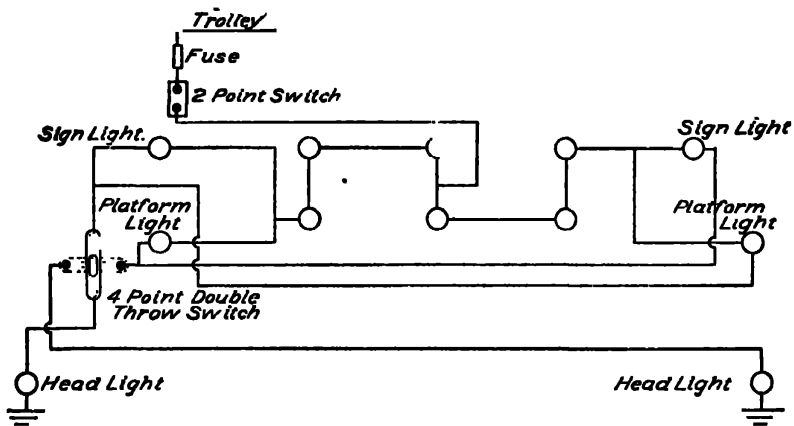 Trolley
Fuse
2 Point Switch
Sign Light.
Sign Light
Platform
Light
Platform
Light
4 Point Double
Throw Switch
Head Light
Head Light